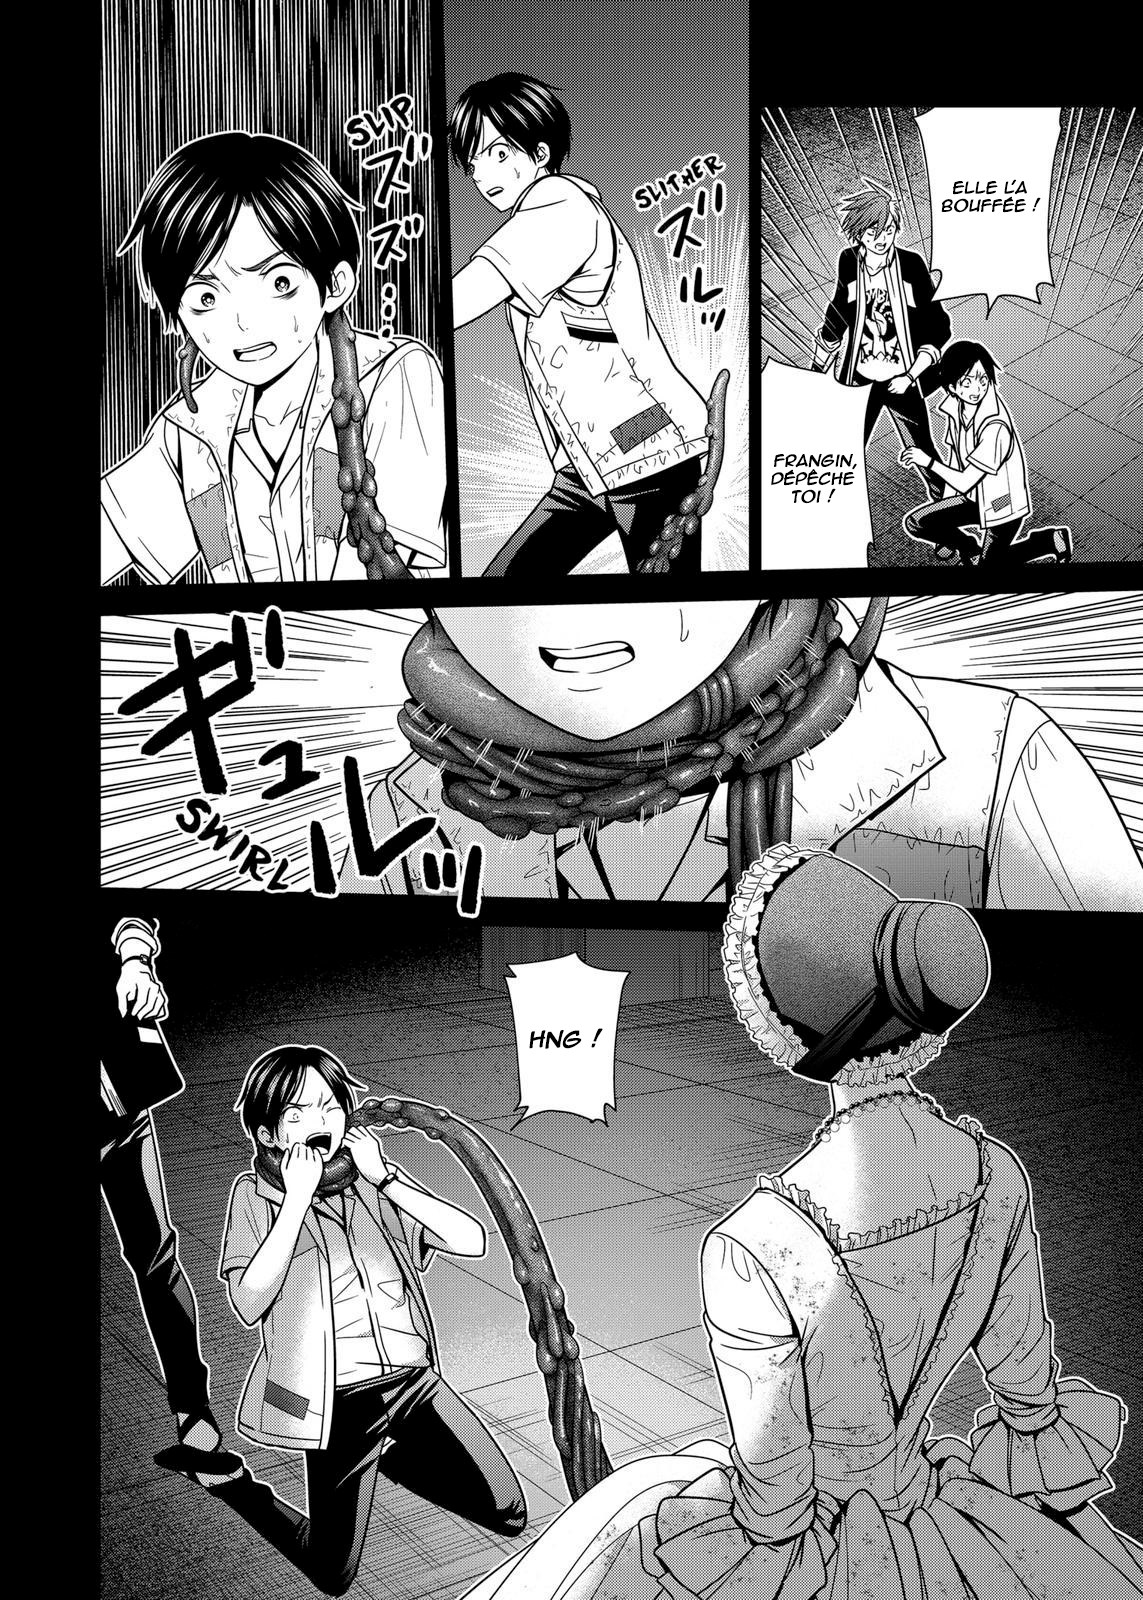 ELLE L'A
BOUFFÉE !
FRANGIN,
DÉPÊCHE
TOI !
SLITHER
ズルッ
SLIP
ズズ...
ギュルッ
SWIRL
HNG !